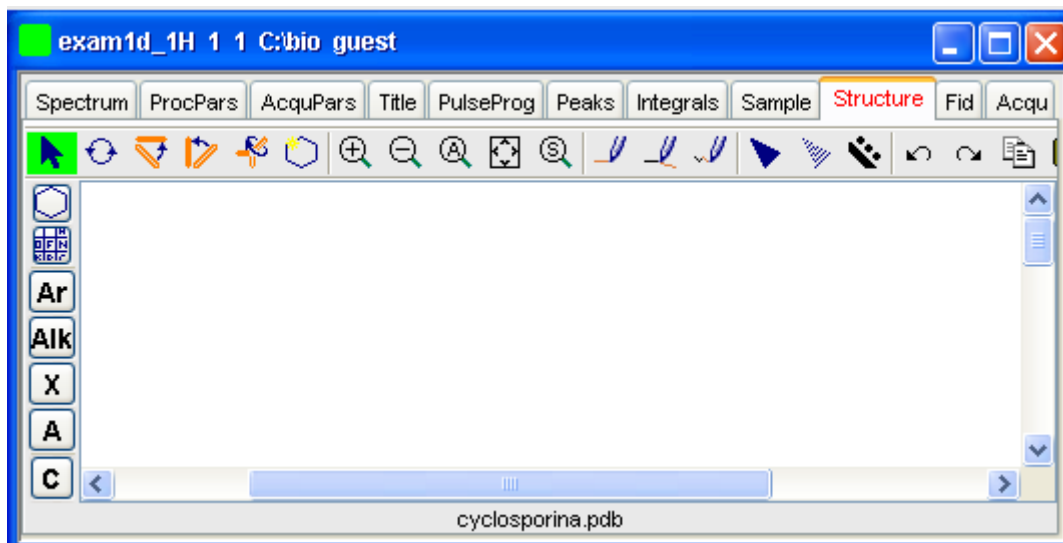 exam1d_1H 1 1 C:\bio guest
Spectrum ProcPars AcquPars Title PulseProg Peaks Integrals Sample Structure Fid Acqu
A S
Ar
Alk
X
A
C
cyclosporina.pdb